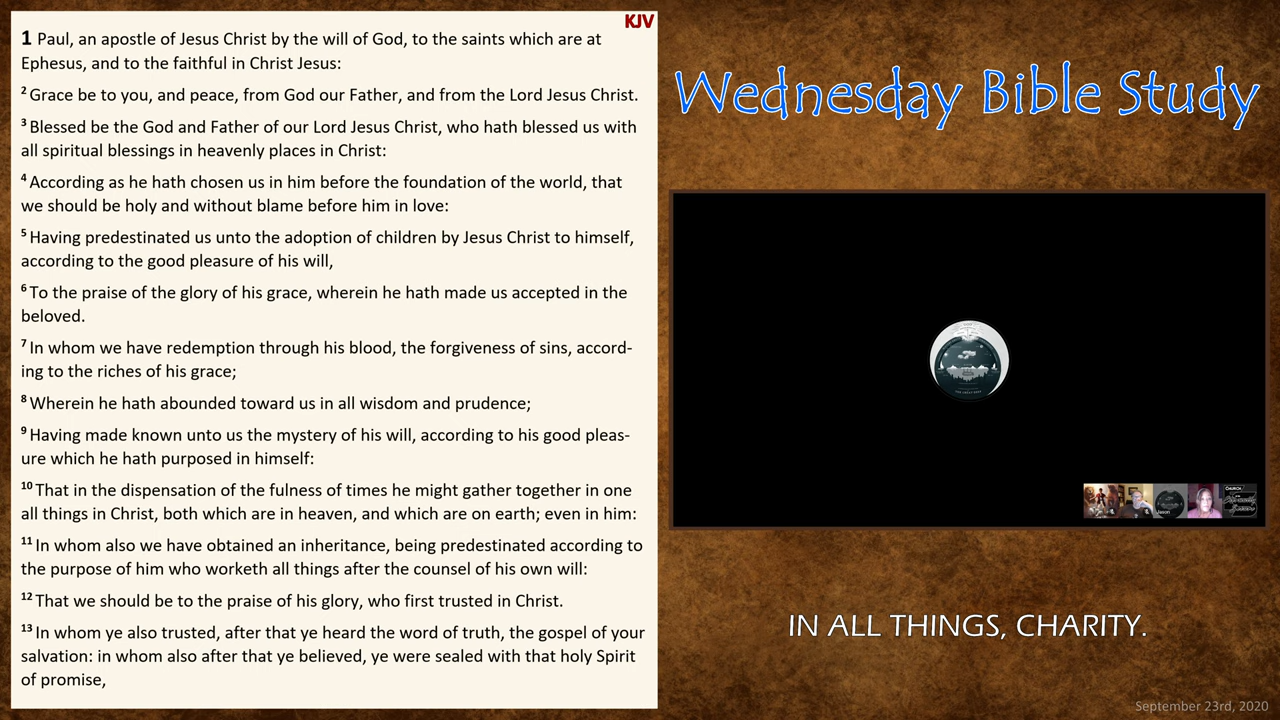 KJV
1 Paul, an apostle of Jesus Christ by the will of God, to the saints which are at
Ephesus, and to the faithful in Christ Jesus:
2 Grace be to you, and peace, from God our Father, and from the Lord Jesus Christ.
3 Blessed be the God and Father of our Lord Jesus Christ, who hath blessed us with
all spiritual blessings in heavenly places in Christ:
4 According as he hath chosen us in him before the foundation of the world, that
we should be holy and without blame before him in love:
5 Having predestinated us unto the adoption of children by Jesus Christ to himself,
according to the good pleasure of his will,
6 To the praise of the glory of his grace, wherein he hath made us accepted in the
beloved.
7 In whom we have redemption through his blood, the forgiveness of sins, accord-
ing to the riches of his grace;
8 Wherein he hath abounded toward us in all wisdom and prudence;
9 Having made known unto us the mystery of his will, according to his good pleas-
ure which he hath purposed in himself:
10 That in the dispensation of the fulness of times he might gather together in one
all things in Christ, both which are in heaven, and which are on earth; even in him:
11 In whom also we have obtained an inheritance, being predestinated according to
the purpose of him who worketh all things after the counsel of his own will:
12 That we should be to the praise of his glory, who first trusted in Christ.
13 In whom ye also trusted, after that ye heard the word of truth, the gospel of your
salvation: in whom also after that ye believed, ye were sealed with that holy Spirit
of promise,
Wednesday Bible Study
Jason
CHURCH
IN ALL THINGS, CHARITY.
September 23rd, 2020